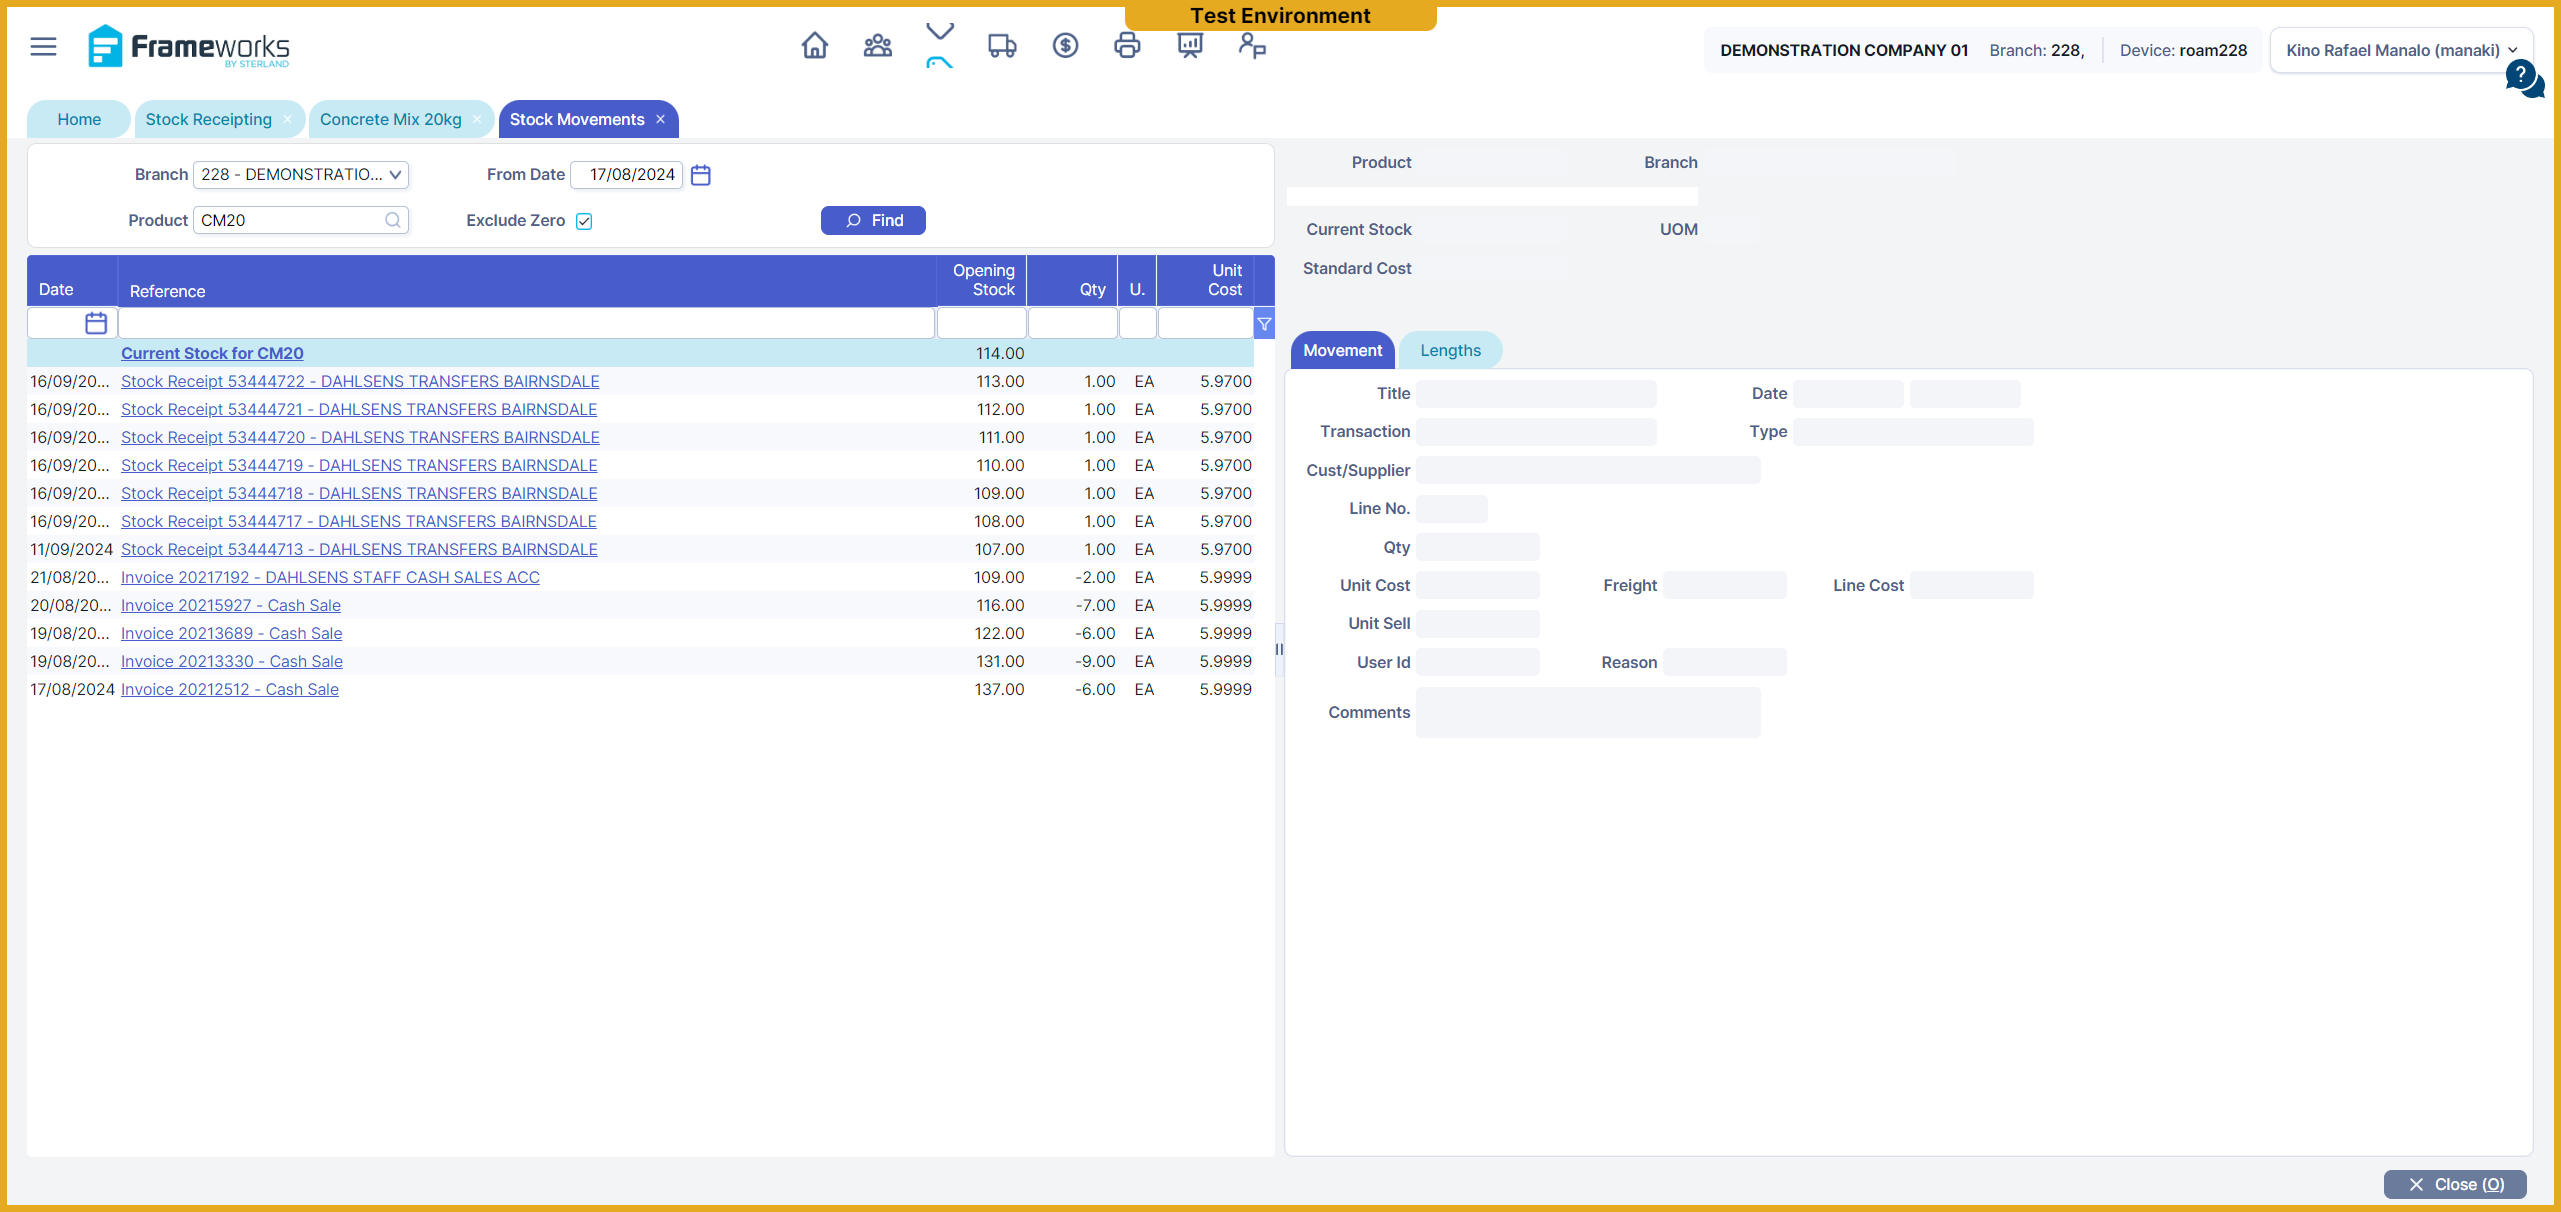 Test Environment
Frameworks
BY STERLAND
DEMONSTRATION COMPANY 01 Branch: 228, Device: roam228 Kino Rafael Manalo (manaki)
?
Home Stock Receipting × Concrete Mix 20kg × Stock Movements ×
Branch 228 - DEMONSTRATIO... From Date 17/08/2024
Product CM20 Exclude Zero Find
Product Branch
Current Stock UOM
Standard Cost
Date Reference Opening Stock Qty U. Unit Cost
Current Stock for CM20 114.00
16/09/20... Stock Receipt 53444722 - DAHLSENS TRANSFERS BAIRNSDALE 113.00 1.00 EA 5.9700
16/09/20... Stock Receipt 53444721 - DAHLSENS TRANSFERS BAIRNSDALE 112.00 1.00 EA 5.9700
16/09/20... Stock Receipt 53444720 - DAHLSENS TRANSFERS BAIRNSDALE 111.00 1.00 EA 5.9700
16/09/20... Stock Receipt 53444719 - DAHLSENS TRANSFERS BAIRNSDALE 110.00 1.00 EA 5.9700
16/09/20... Stock Receipt 53444718 - DAHLSENS TRANSFERS BAIRNSDALE 109.00 1.00 EA 5.9700
16/09/20... Stock Receipt 53444717 - DAHLSENS TRANSFERS BAIRNSDALE 108.00 1.00 EA 5.9700
11/09/2024 Stock Receipt 53444713 - DAHLSENS TRANSFERS BAIRNSDALE 107.00 1.00 EA 5.9700
21/08/20... Invoice 20217192 - DAHLSENS STAFF CASH SALES ACC 109.00 -2.00 EA 5.9999
20/08/20... Invoice 20215927 - Cash Sale 116.00 -7.00 EA 5.9999
19/08/20... Invoice 20213689 - Cash Sale 122.00 -6.00 EA 5.9999
19/08/20... Invoice 20213330 - Cash Sale 131.00 -9.00 EA 5.9999
17/08/2024 Invoice 20212512 - Cash Sale 137.00 -6.00 EA 5.9999
Movement Lengths
Title Date
Transaction Type
Cust/Supplier
Line No.
Qty
Unit Cost Freight Line Cost
Unit Sell
User Id Reason
Comments
Close (O)